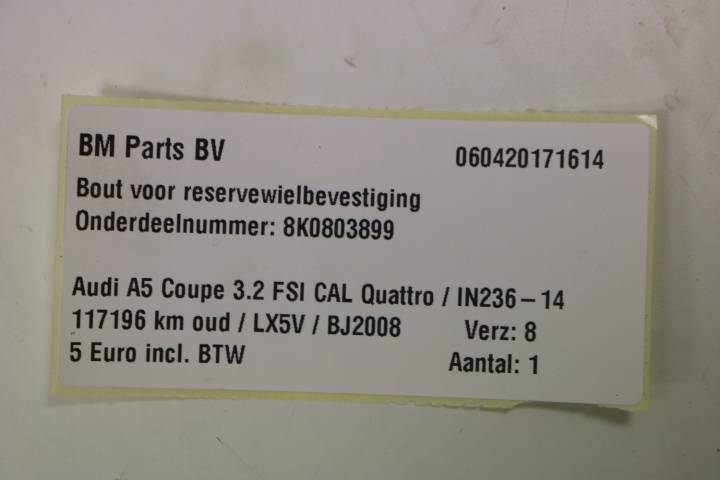 BM Parts BV 060420171614
Bout voor reservewielbevestiging
Onderdeelnummer: 8K0803899
Audi A5 Coupe 3.2 FSI CAL Quattro / IN236-14
117196 km oud / LX5V / BJ2008 Verz: 8
5 Euro incl. BTW Aantal: 1